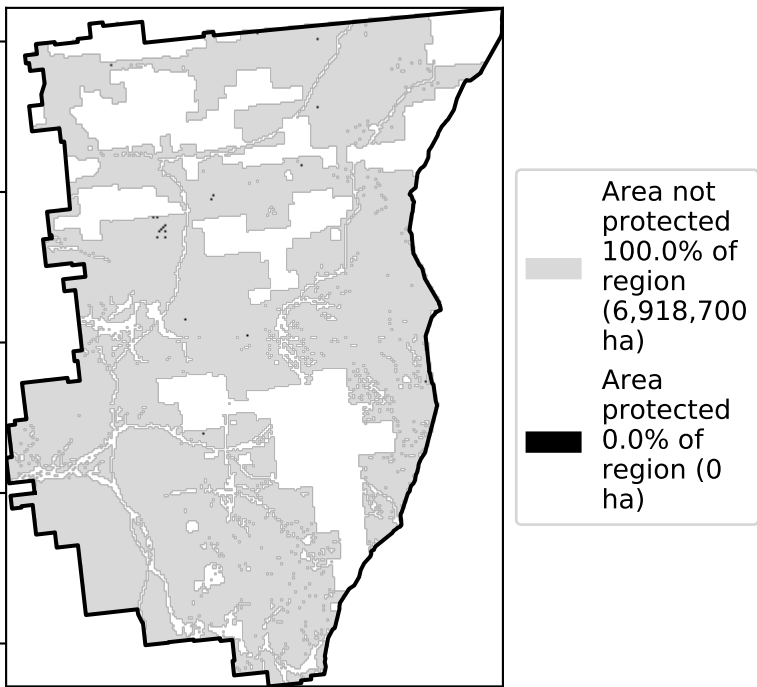 Area not
protected
100.0% of
region
(6,918,700
ha)
Area
protected
0.0% of
region (0
ha)